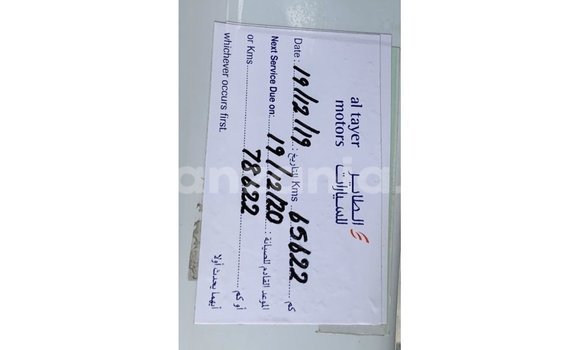 al tayer الطاير
motors للسيارات
Date: 19/12/19 التاريخ: Kms 65622 كم
Next Service Due on: 19/12/20 الموعد القادم للصيانة:
or Kms 78622 أو كم
whichever occurs first. أيهما يحدث أولا